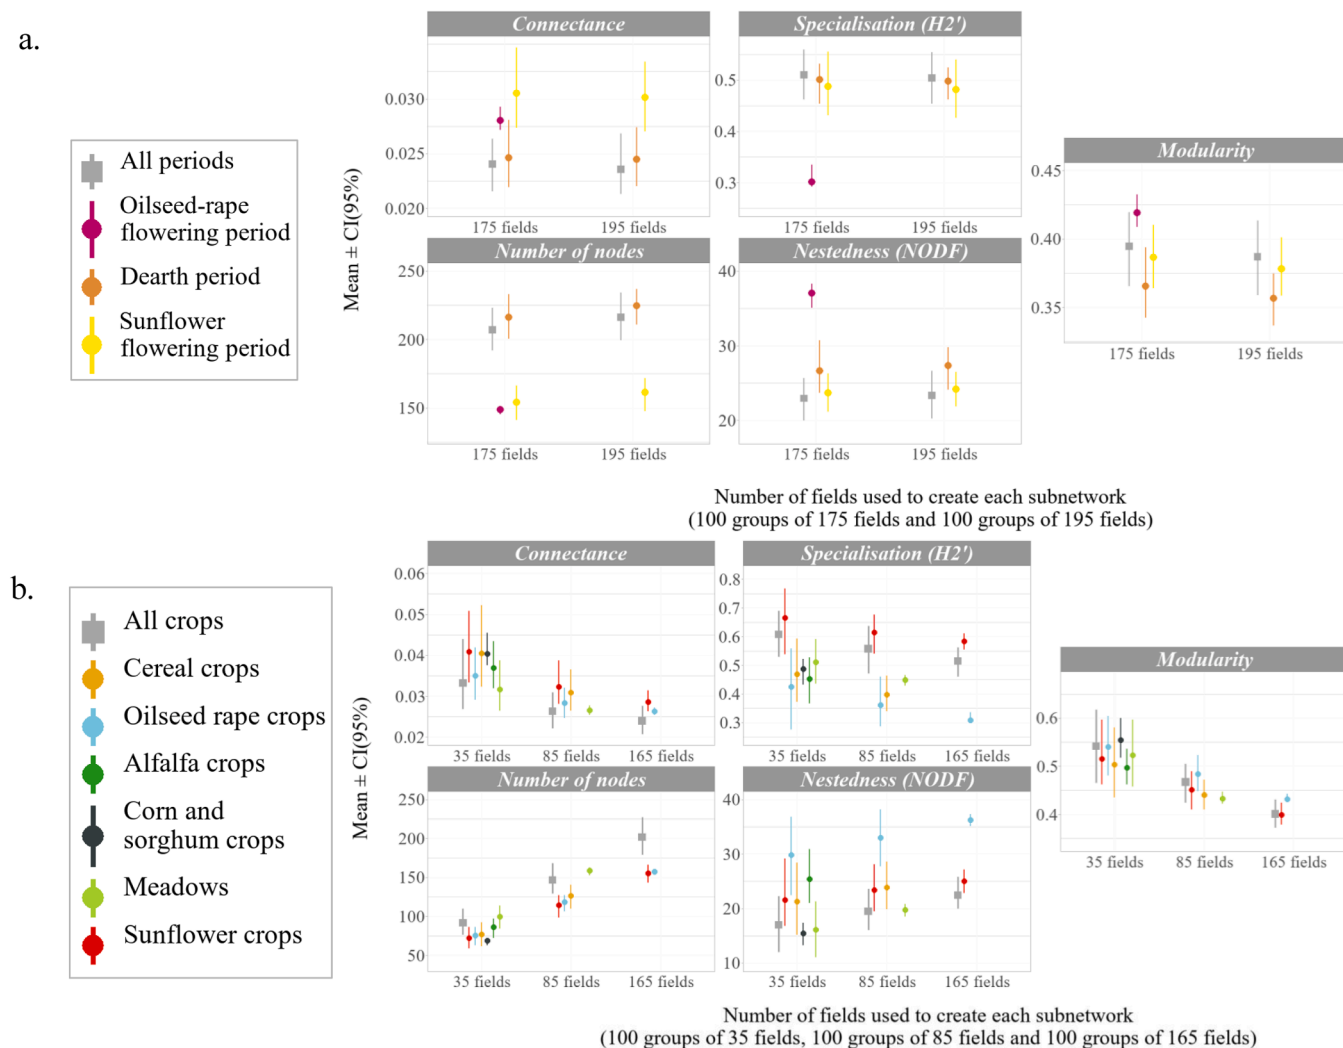 a.
All periods
Oilseed-rape
flowering period
Dearth period
Sunflower
flowering period
Mean ± CI(95%)
Connectance
0.030
0.025
0.020
175 fields
195 fields
Specialisation (H2')
0.5
0.4
0.3
175 fields
195 fields
Number of nodes
250
200
150
175 fields
195 fields
Nestedness (NODF)
40
30
20
175 fields
195 fields
Modularity
0.45
0.40
0.35
175 fields
195 fields
Number of fields used to create each subnetwork
(100 groups of 175 fields and 100 groups of 195 fields)
b.
All crops
Cereal crops
Oilseed rape crops
Alfalfa crops
Corn and
sorghum crops
Meadows
Sunflower crops
Mean ± CI(95%)
Connectance
0.06
0.05
0.04
0.03
0.02
35 fields
85 fields
165 fields
Specialisation (H2')
0.8
0.7
0.6
0.5
0.4
0.3
35 fields
85 fields
165 fields
Number of nodes
250
200
150
100
50
35 fields
85 fields
165 fields
Nestedness (NODF)
40
30
20
10
35 fields
85 fields
165 fields
Modularity
0.6
0.5
0.4
35 fields
85 fields
165 fields
Number of fields used to create each subnetwork
(100 groups of 35 fields, 100 groups of 85 fields and 100 groups of 165 fields)